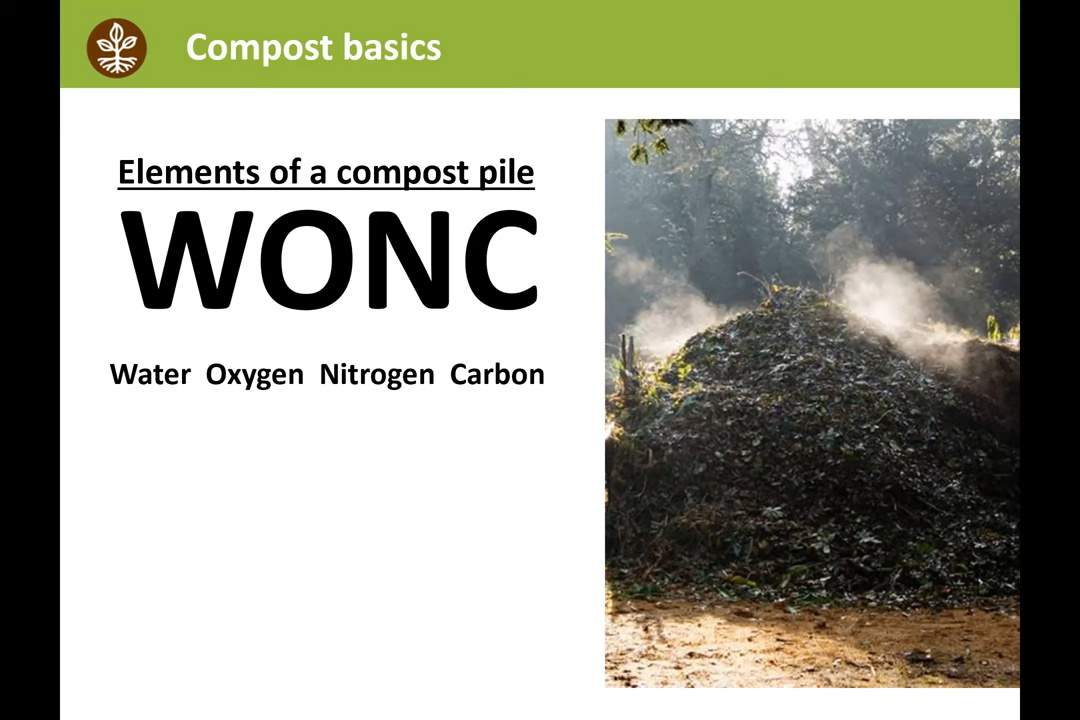 Compost basics
Elements of a compost pile
WONC
Water Oxygen Nitrogen Carbon